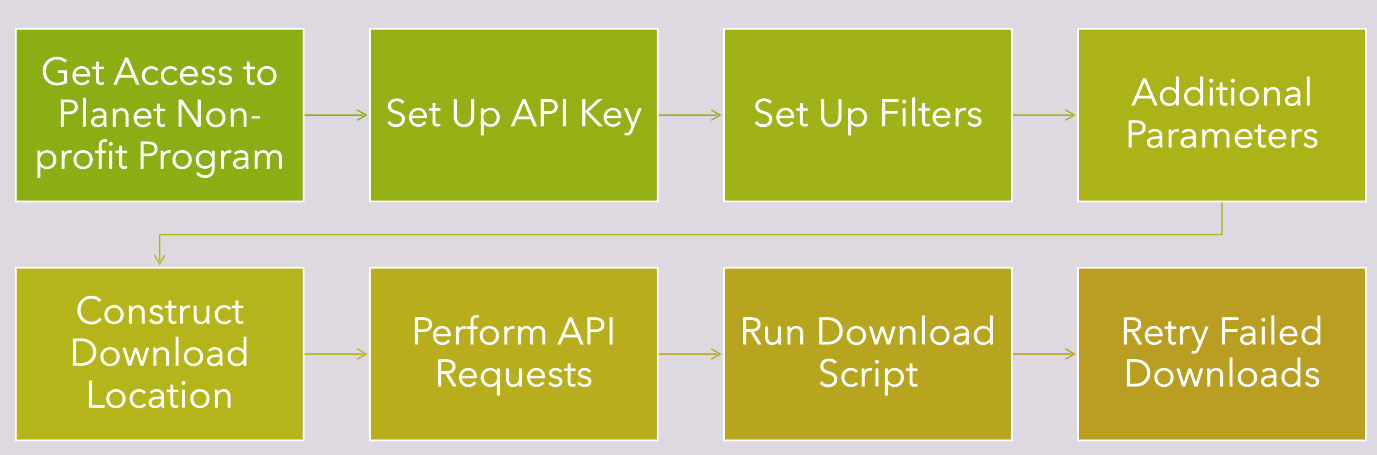 Get Access to
Planet Non-
profit Program
Set Up API Key
Set Up Filters
Additional
Parameters
Construct
Download
Location
Perform API
Requests
Run Download
Script
Retry Failed
Downloads